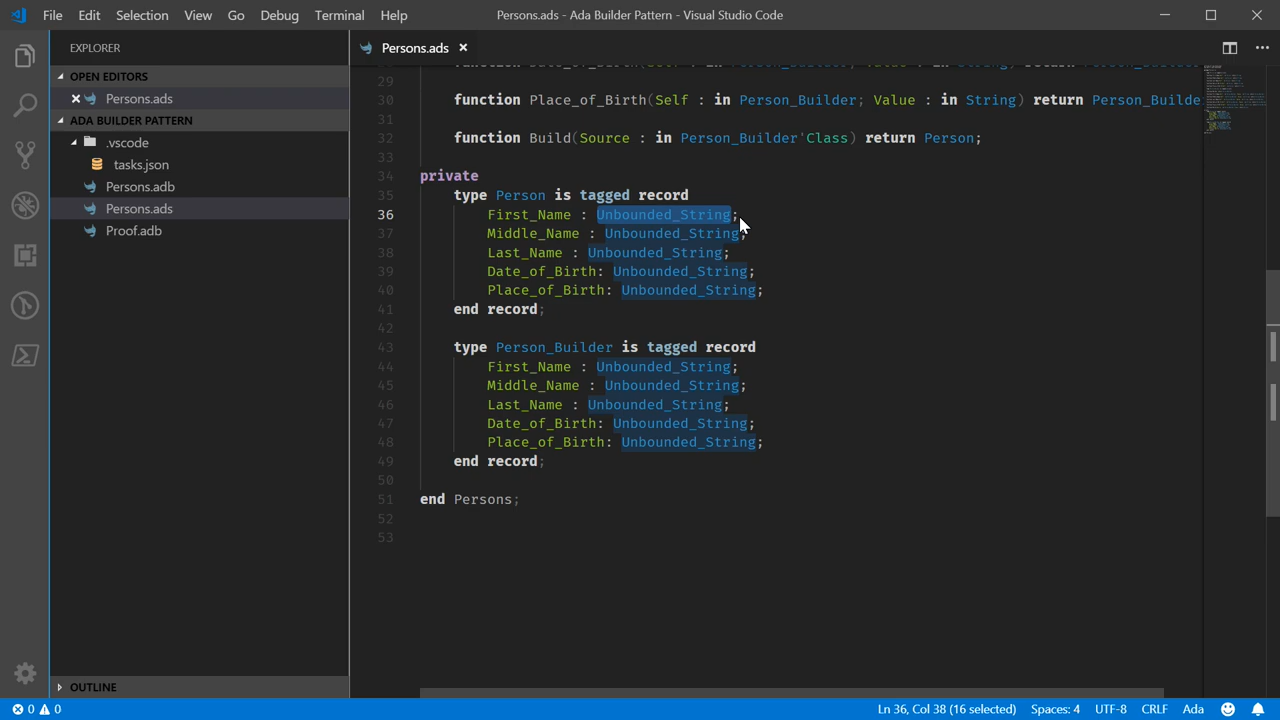 File Edit Selection View Go Debug Terminal Help
Persons.ads - Ada Builder Pattern - Visual Studio Code
EXPLORER
OPEN EDITORS
Persons.ads
ADA BUILDER PATTERN
.vscode
tasks.json
Persons.adb
Persons.ads
Proof.adb
OUTLINE
Persons.ads
29
30 function Place_of_Birth(Self : in Person_Builder; Value : in String) return Person_Builde
31
32 function Build(Source : in Person_Builder'Class) return Person;
33
34 private
35 type Person is tagged record
36 First_Name : Unbounded_String;
37 Middle_Name : Unbounded_String;
38 Last_Name : Unbounded_String;
39 Date_of_Birth: Unbounded_String;
40 Place_of_Birth: Unbounded_String;
41 end record;
42
43 type Person_Builder is tagged record
44 First_Name : Unbounded_String;
45 Middle_Name : Unbounded_String;
46 Last_Name : Unbounded_String;
47 Date_of_Birth: Unbounded_String;
48 Place_of_Birth: Unbounded_String;
49 end record;
50
51 end Persons;
52
53
0 0 Ln 36, Col 38 (16 selected) Spaces: 4 UTF-8 CRLF Ada